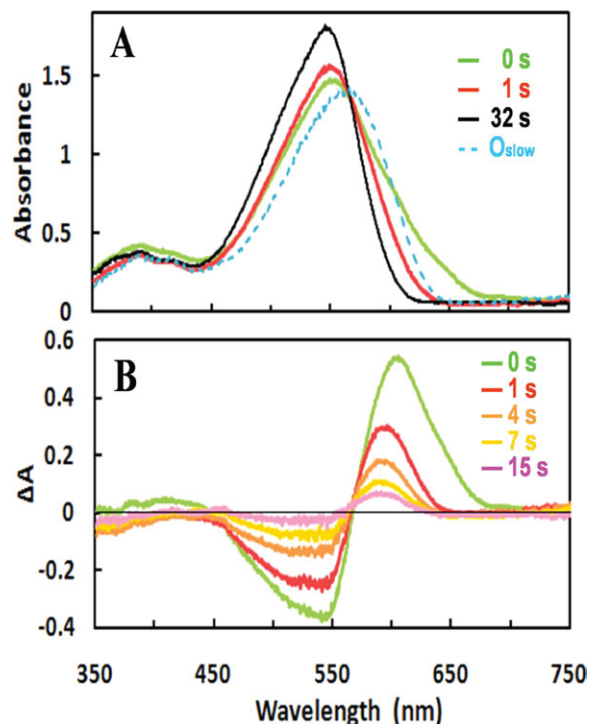 A
0 s
1 s
32 s
Oslow
Absorbance
1.5
1
0.5
0
B
0 s
1 s
4 s
7 s
15 s
ΔA
0.6
0.4
0.2
0
-0.2
-0.4
350 450 550 650 750
Wavelength (nm)